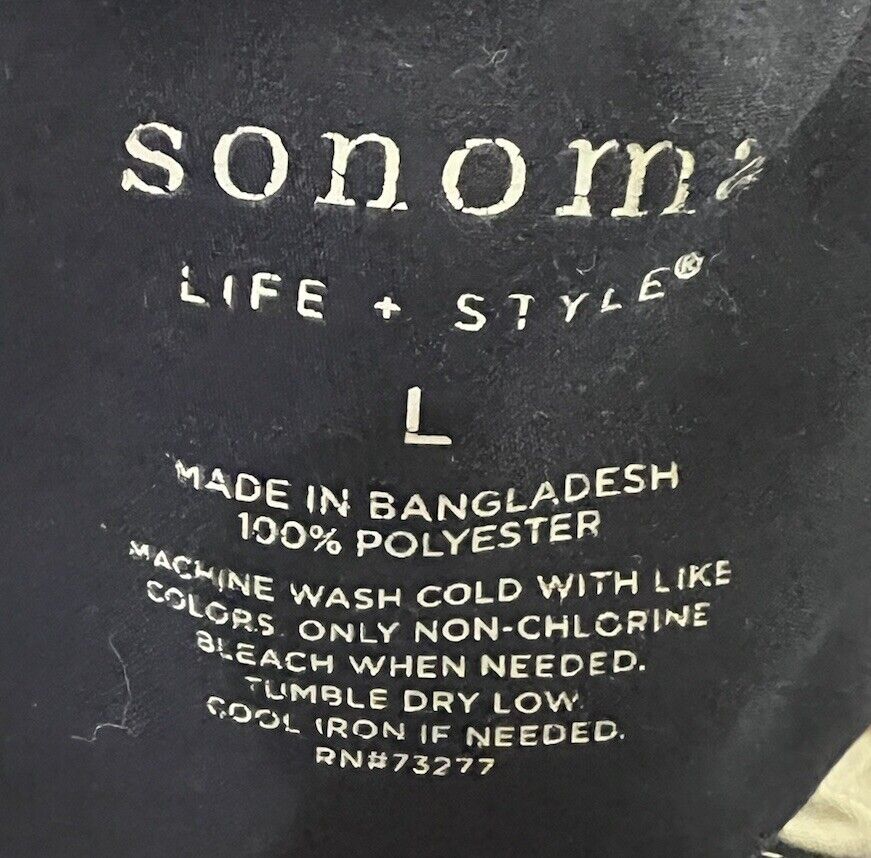 sonoma
LIFE + STYLE®
L
MADE IN BANGLADESH
100% POLYESTER
MACHINE WASH COLD WITH LIKE
COLORS. ONLY NON-CHLORINE
BLEACH WHEN NEEDED.
TUMBLE DRY LOW.
COOL IRON IF NEEDED.
RN#73277